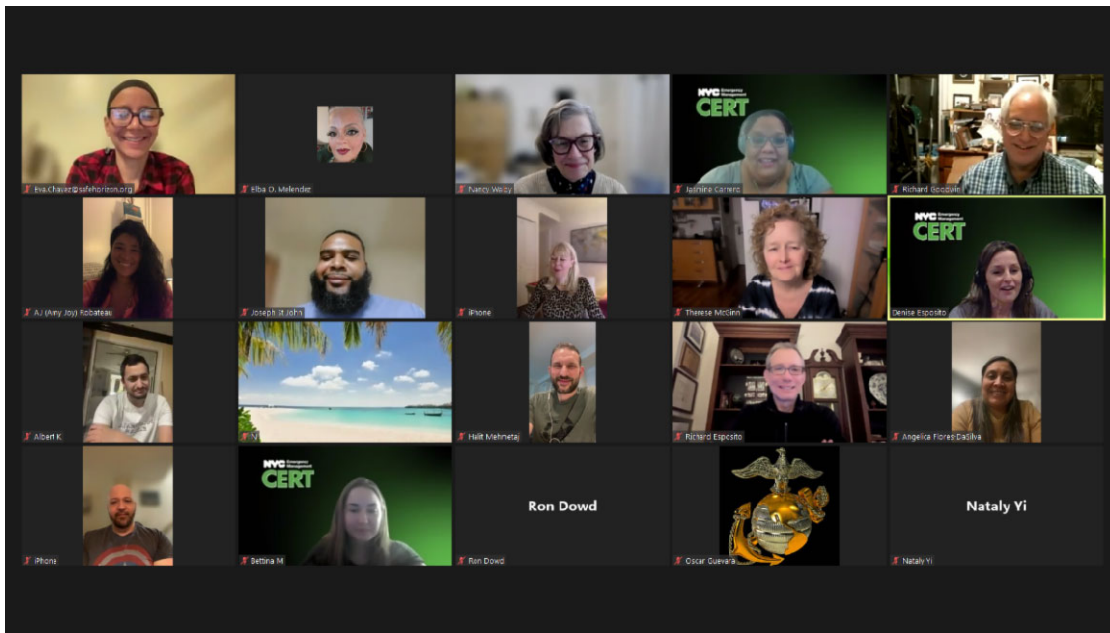 Eva.Chavez@safehorizon.org
Elba D. Melendez
Nancy Waby
NYC Emergency Management
CERT
Jasmine Carrero
Richard Goodwin
AJ (Amy Joy) Robateau
Joseph St John
iPhone
Therese McGinn
NYC Emergency Management
CERT
Denise Esposito
Albert K
Halit Mehmetaj
Richard Esposito
Angelica Flores-DaSilva
iPhone
NYC Emergency Management
CERT
Bettina M
Ron Dowd
Ron Dowd
Oscar Guevara
Nataly Yi
Nataly Yi